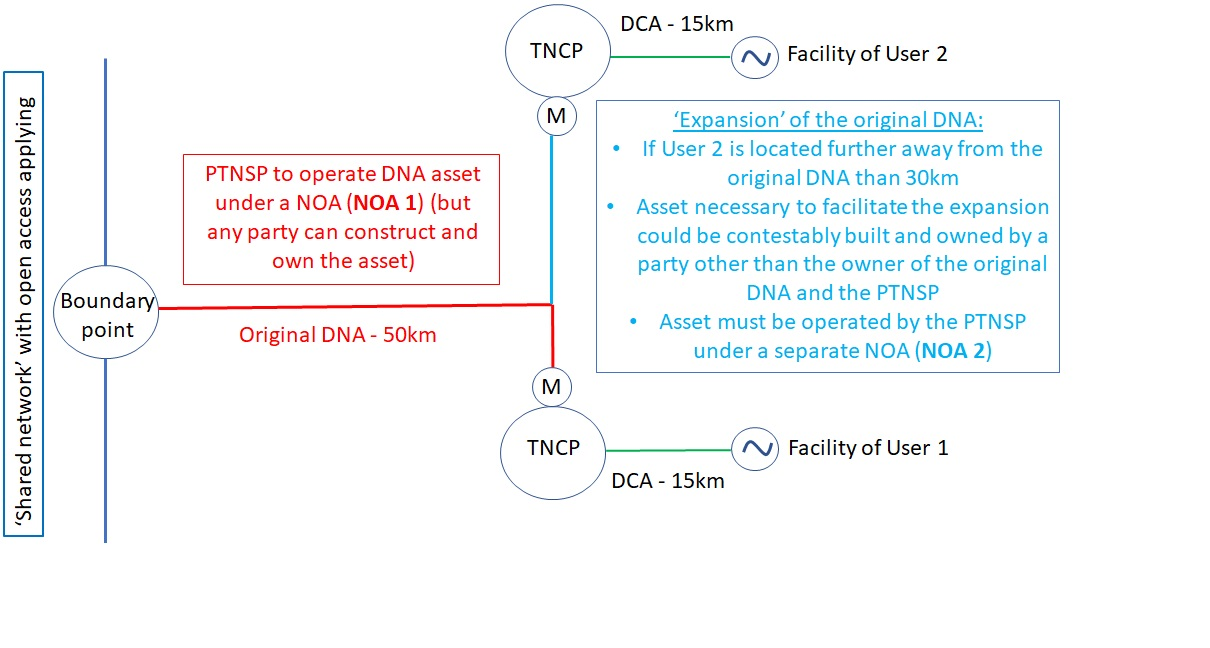 'Shared network' with open access applying
Boundary
point
PTNSP to operate DNA asset
under a NOA (NOA 1) (but
any party can construct and
own the asset)
Original DNA - 50km
TNCP
M
DCA - 15km
Facility of User 2
'Expansion' of the original DNA:
• If User 2 is located further away from the
original DNA than 30km
• Asset necessary to facilitate the expansion
could be contestably built and owned by a
party other than the owner of the original
DNA and the PTNSP
• Asset must be operated by the PTNSP
under a separate NOA (NOA 2)
M
TNCP
DCA - 15km
Facility of User 1